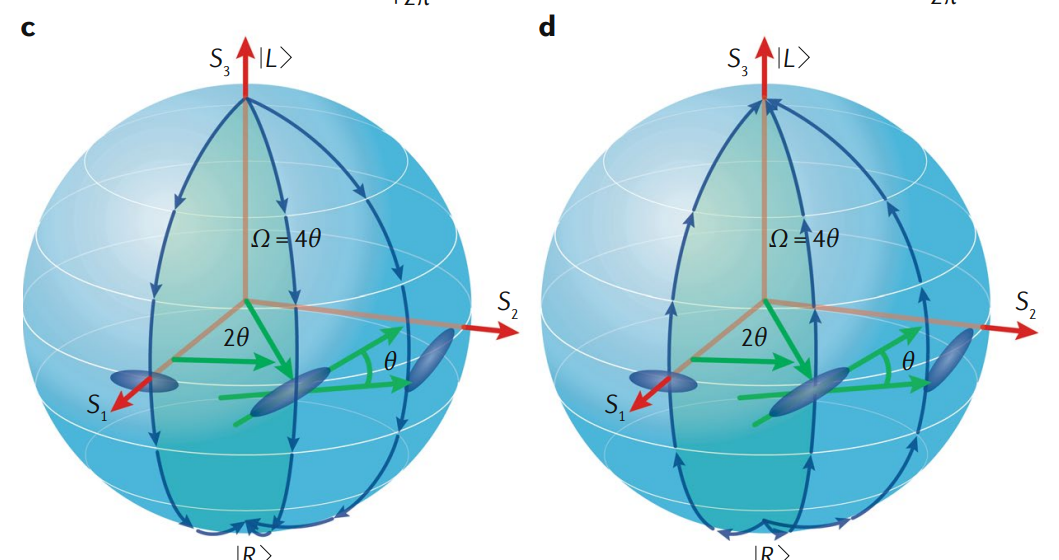 c
S₃ |L⟩
Ω = 4θ
2θ
θ
S₂
S₁
|R⟩
d
S₃ |L⟩
Ω = 4θ
2θ
θ
S₂
S₁
|R⟩